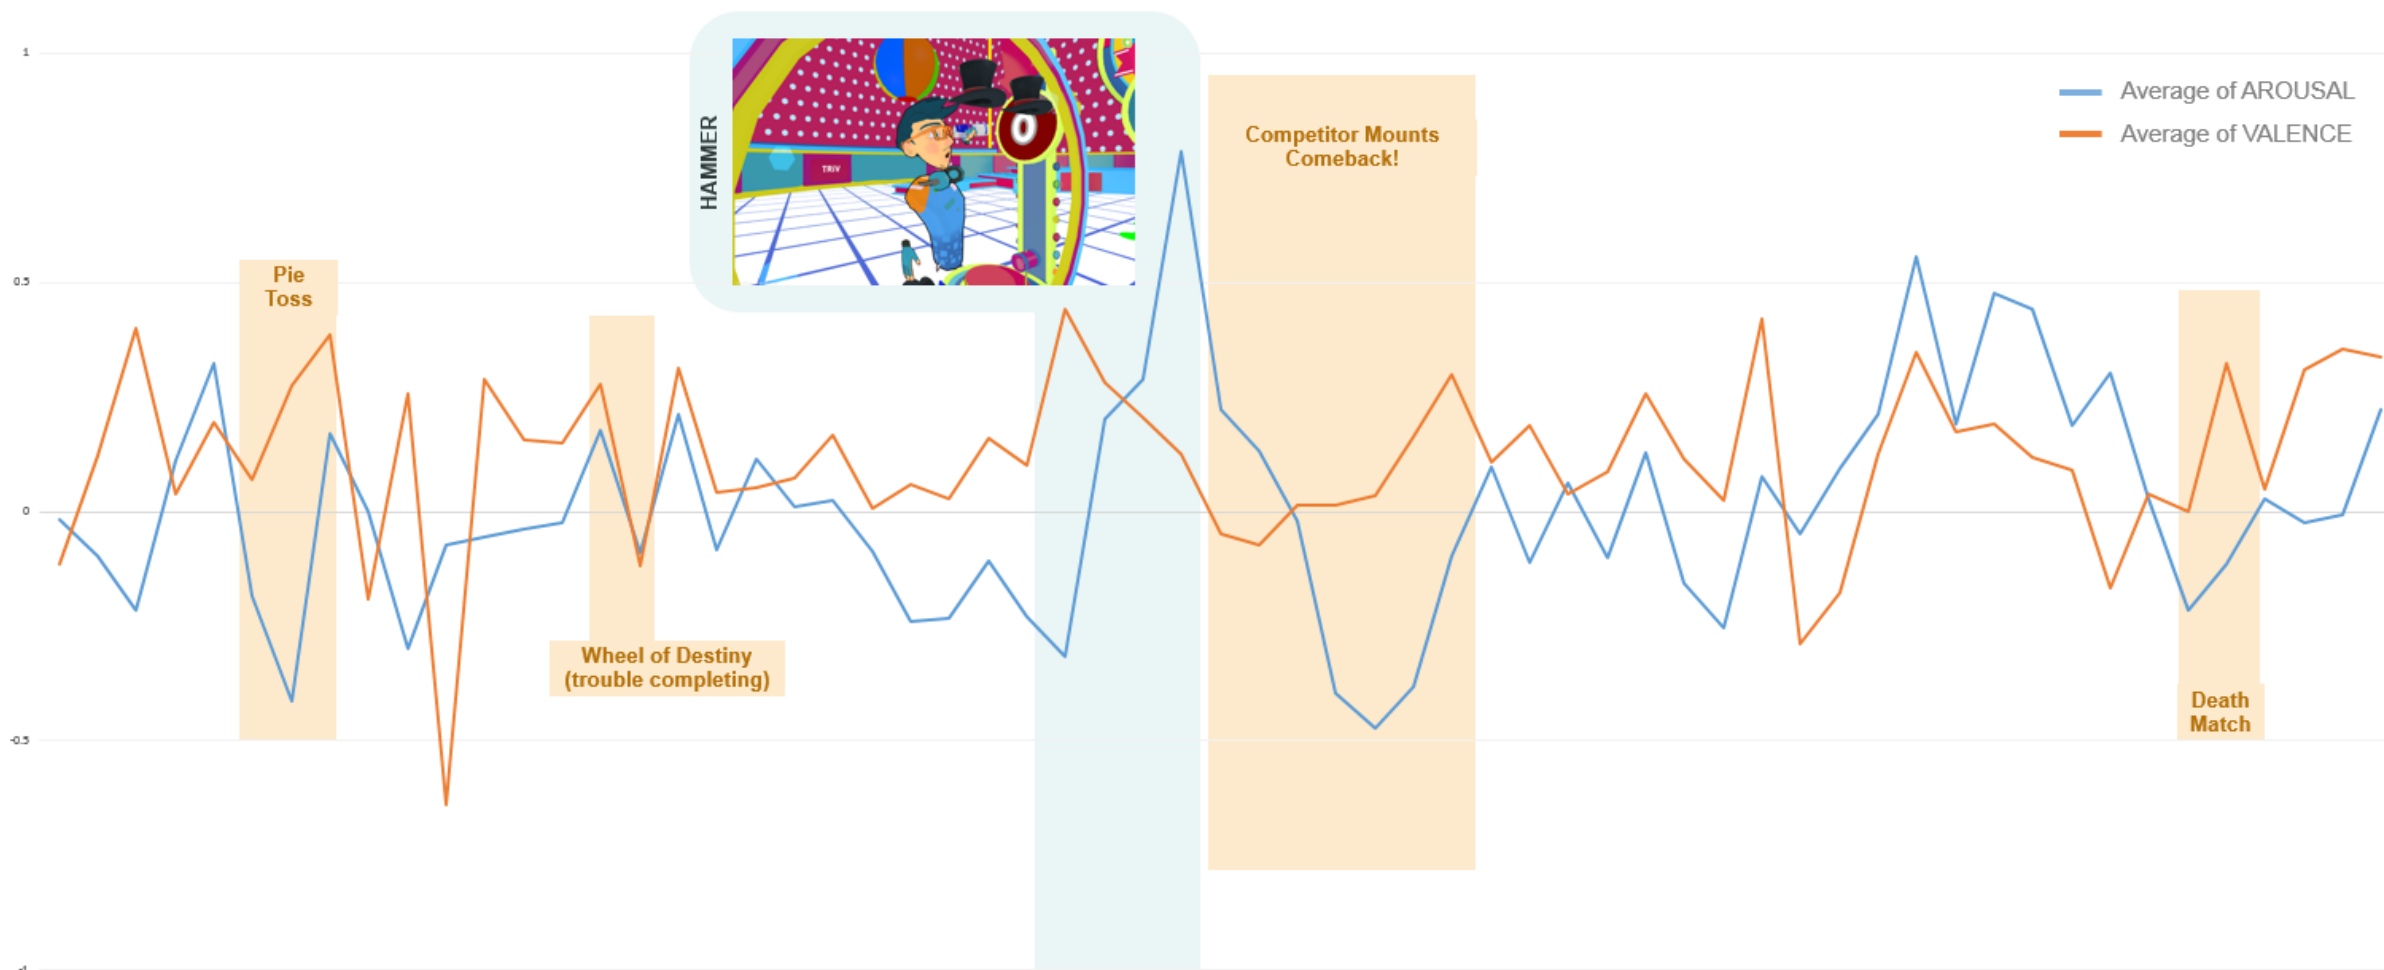 1
Average of AROUSAL
Average of VALENCE
HAMMER
TRIV
0
Competitor Mounts
Comeback!
Pie
Toss
0.5
0
Wheel of Destiny
(trouble completing)
Death
Match
-0.5
-1